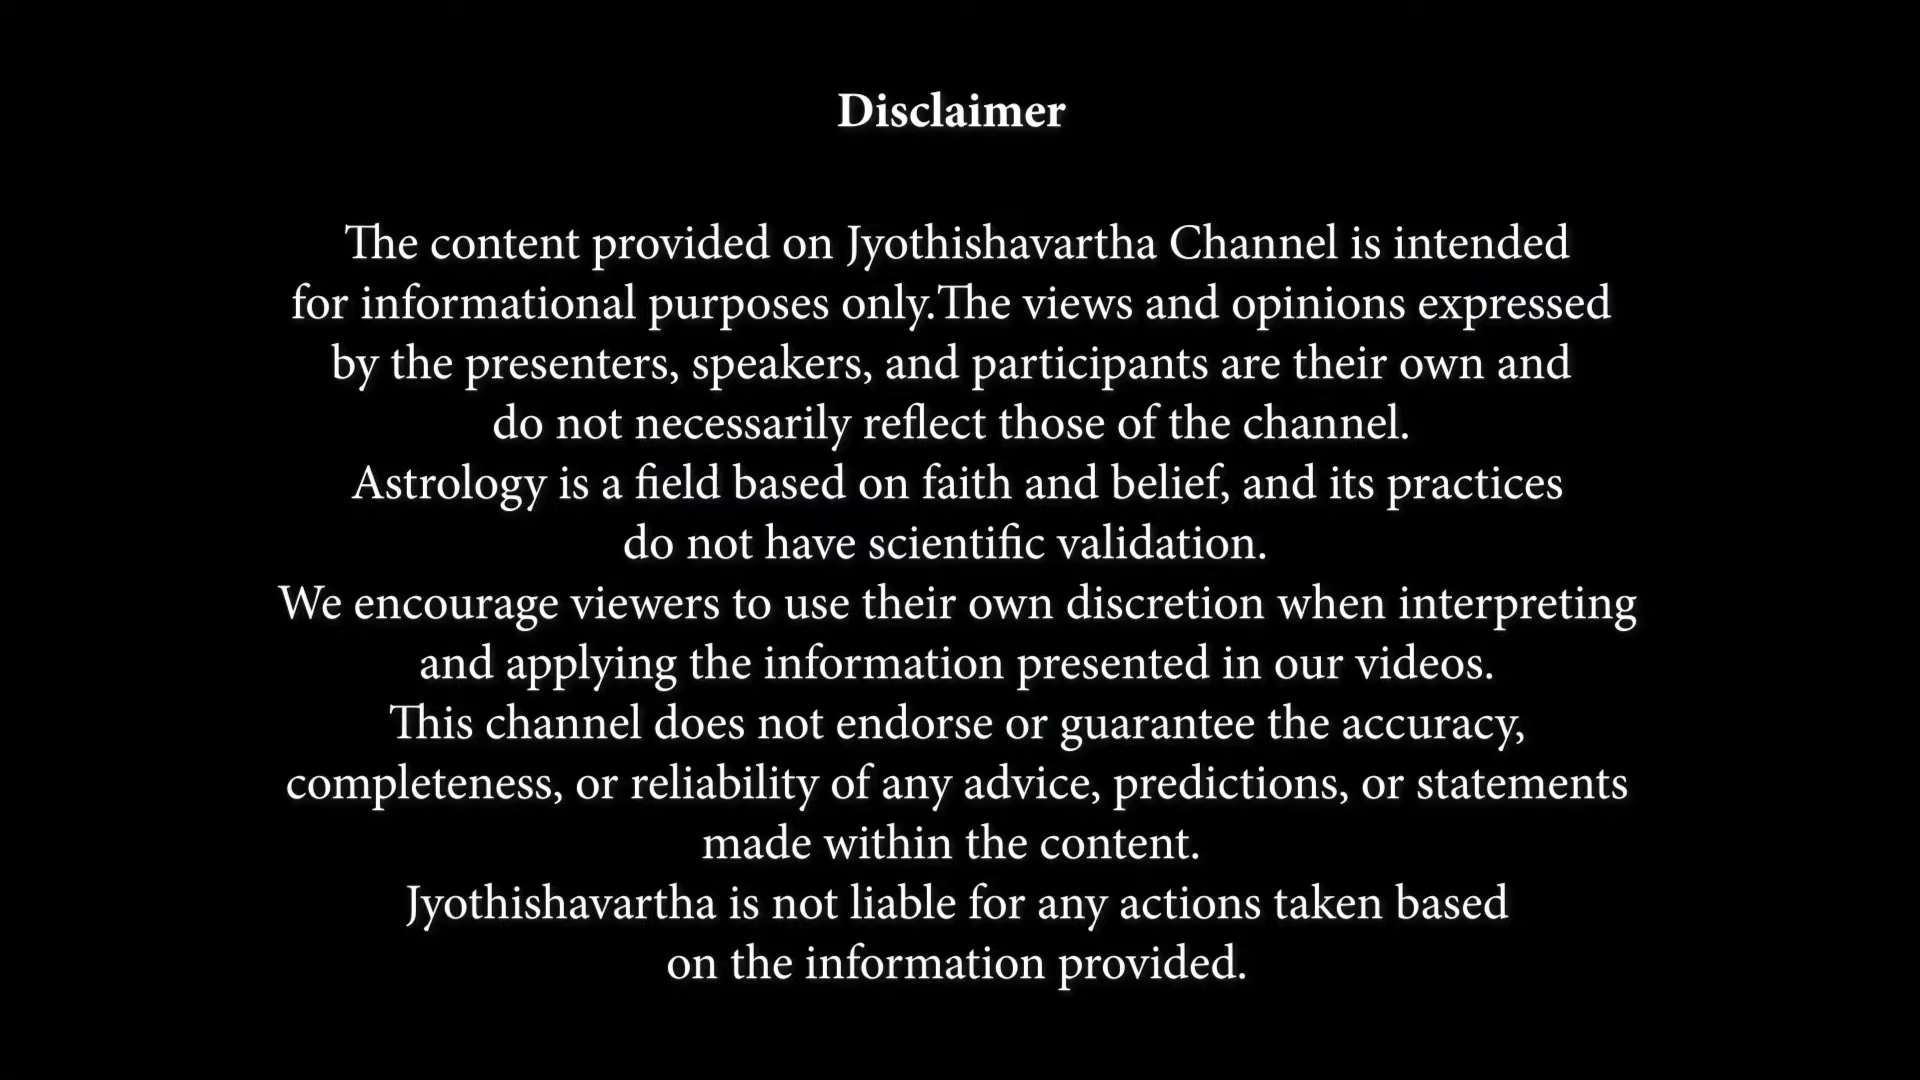 Disclaimer
The content provided on Jyothishavartha Channel is intended
for informational purposes only.The views and opinions expressed
by the presenters, speakers, and participants are their own and
do not necessarily reflect those of the channel.
Astrology is a field based on faith and belief, and its practices
do not have scientific validation.
We encourage viewers to use their own discretion when interpreting
and applying the information presented in our videos.
This channel does not endorse or guarantee the accuracy,
completeness, or reliability of any advice, predictions, or statements
made within the content.
Jyothishavartha is not liable for any actions taken based
on the information provided.